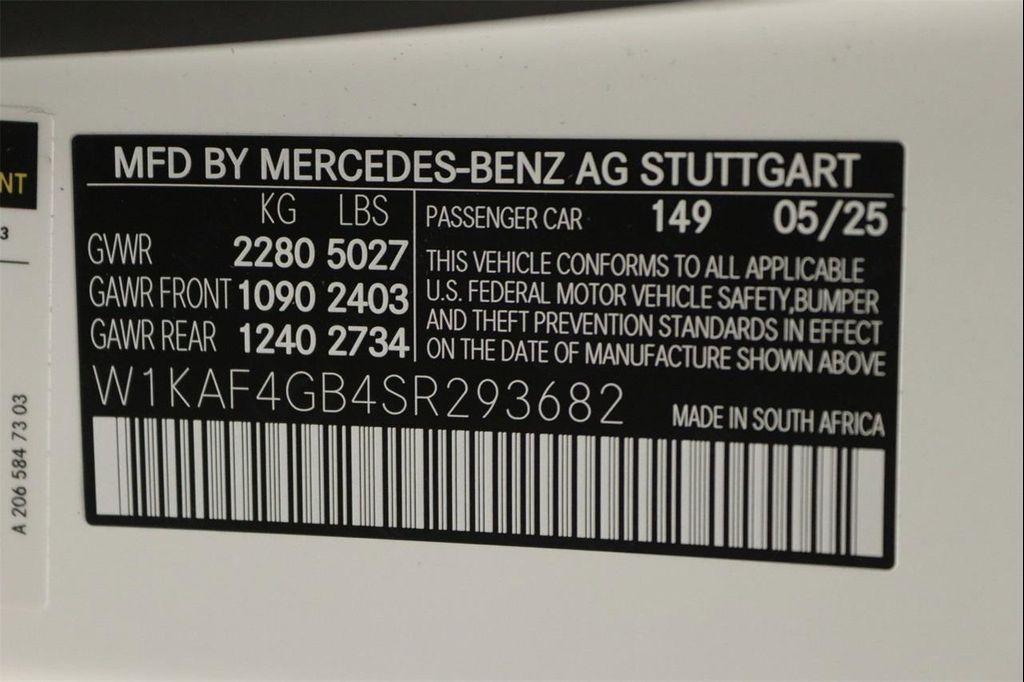 MFD BY MERCEDES-BENZ AG STUTTGART
KG LBS
GVWR 2280 5027
GAWR FRONT 1090 2403
GAWR REAR 1240 2734
PASSENGER CAR 149 05/25
THIS VEHICLE CONFORMS TO ALL APPLICABLE
U.S. FEDERAL MOTOR VEHICLE SAFETY,BUMPER
AND THEFT PREVENTION STANDARDS IN EFFECT
ON THE DATE OF MANUFACTURE SHOWN ABOVE
W1KAF4GB4SR293682
MADE IN SOUTH AFRICA
NT
3
A 206 584 73 03